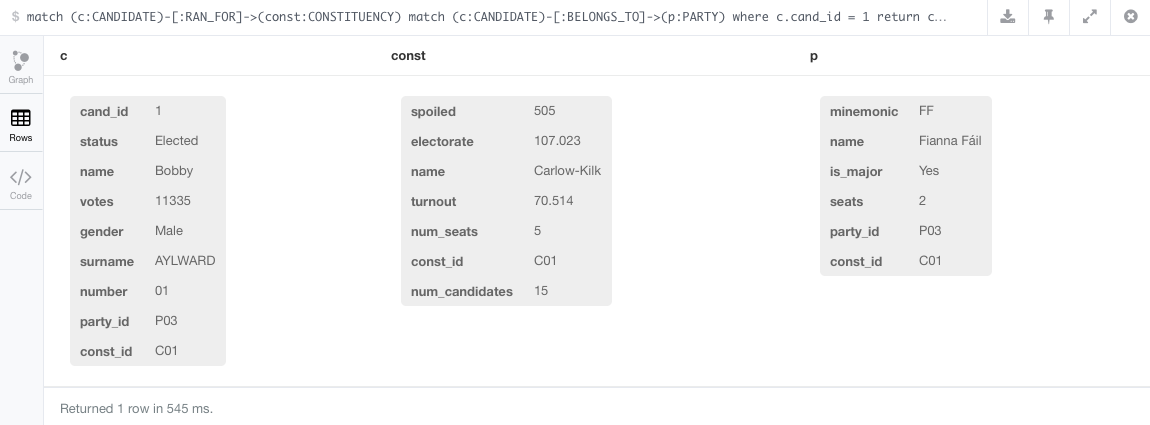 $ match (c:CANDIDATE)-[:RAN_FOR]->(const:CONSTITUENCY) match (c:CANDIDATE)-[:BELONGS_TO]->(p:PARTY) where c.cand_id = 1 return c…
Graph
Rows
Code
c const p
cand_id 1 spoiled 505 minemonic FF
status Elected electorate 107.023 name Fianna Fáil
name Bobby name Carlow-Kilk is_major Yes
votes 11335 turnout 70.514 seats 2
gender Male num_seats 5 party_id P03
surname AYLWARD const_id C01 const_id C01
number 01 num_candidates 15
party_id P03
const_id C01
Returned 1 row in 545 ms.